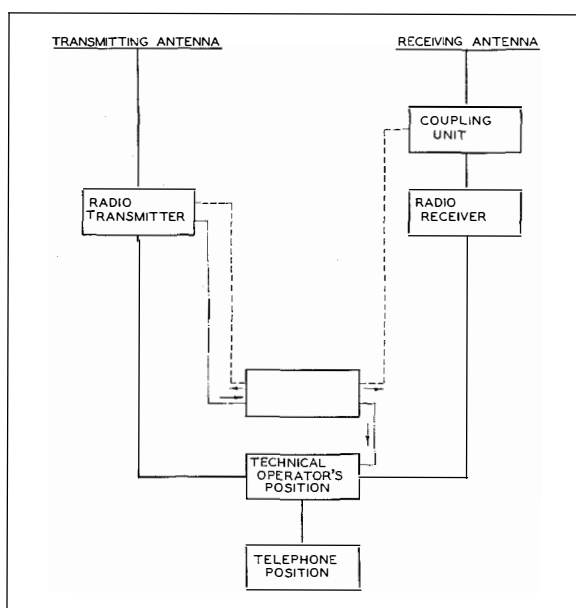 TRANSMITTING ANTENNA
RECEIVING ANTENNA
COUPLING
UNIT
RADIO
TRANSMITTER
RADIO
RECEIVER
TECHNICAL
OPERATOR'S
POSITION
TELEPHONE
POSITION